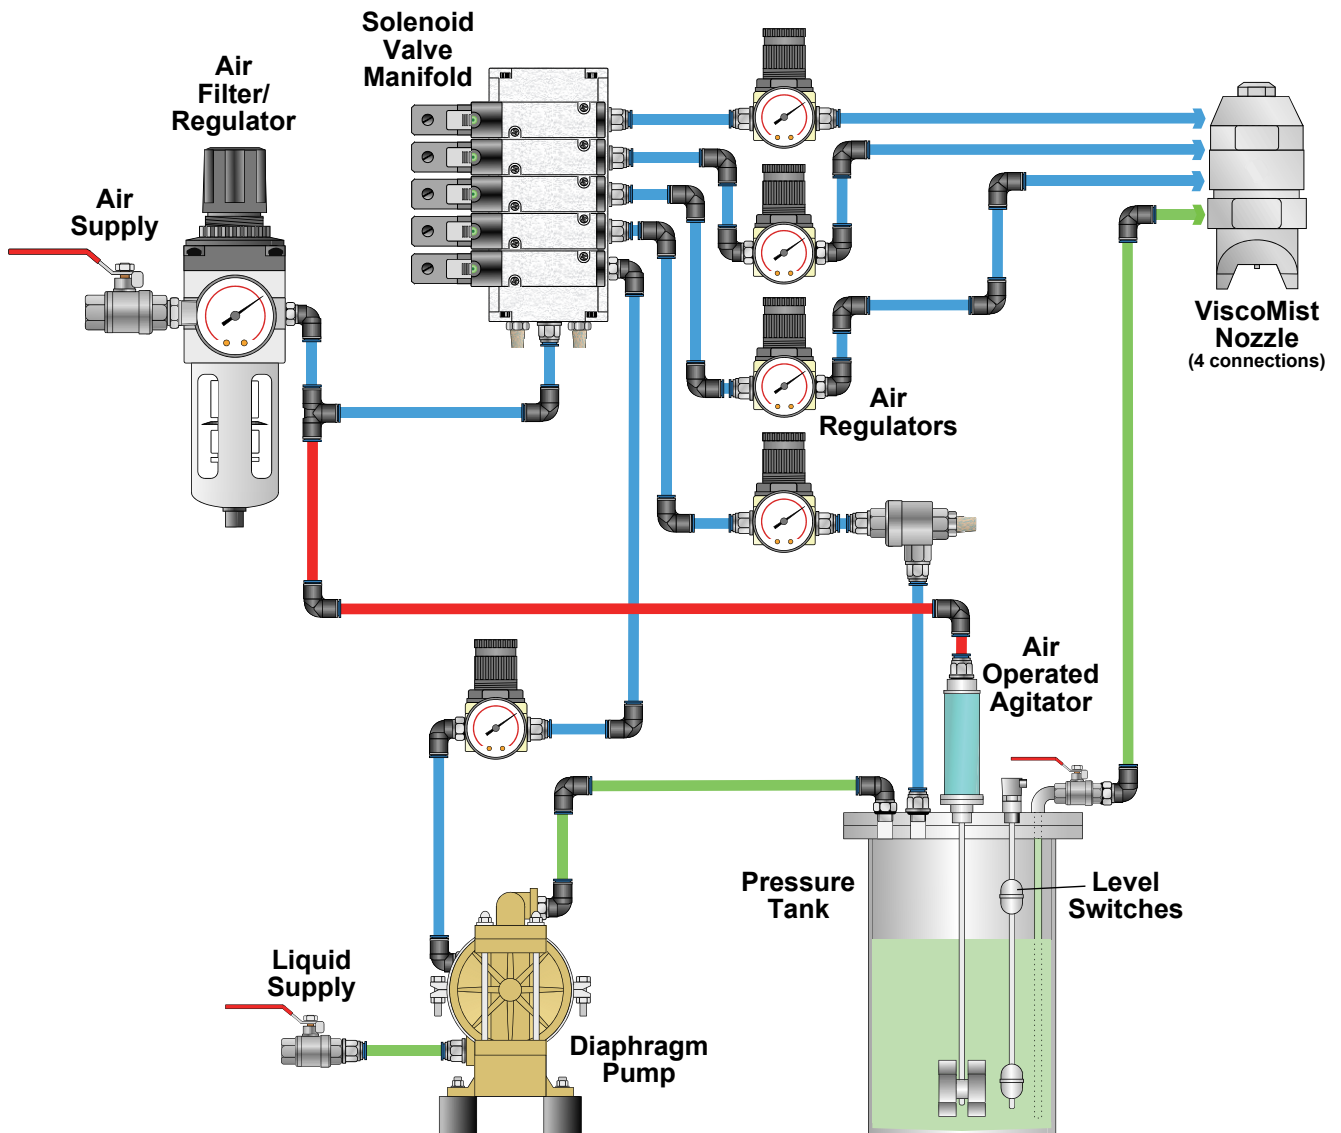 Solenoid
Valve
Manifold
Air
Filter/
Regulator
Air
Supply
ViscoMist
Nozzle
(4 connections)
Air
Regulators
Air
Operated
Agitator
Pressure
Tank
Level
Switches
Liquid
Supply
Diaphragm
Pump